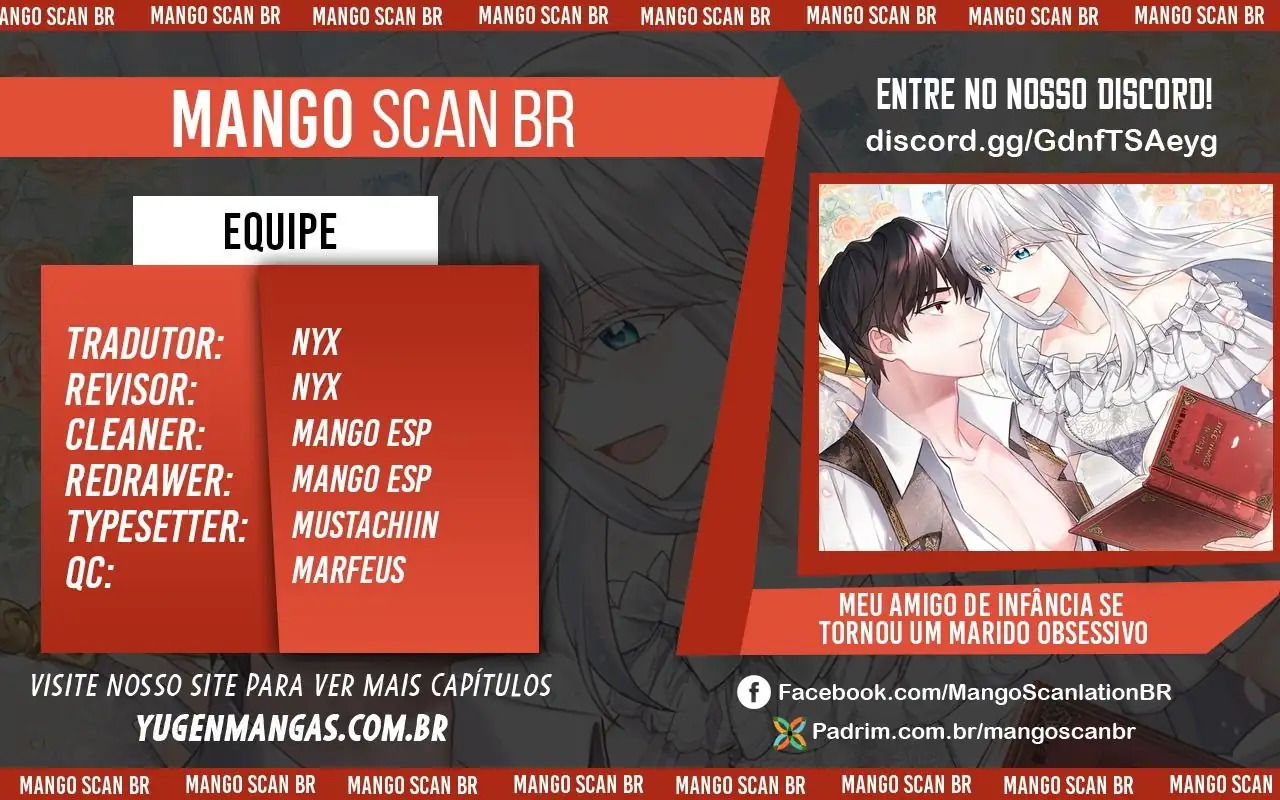 MANGO SCAN BR MANGO SCAN BR MANGO SCAN BR MANGO SCAN BR MANGO SCAN BR MANGO SCAN BR MANGO SCAN BR
MANGO SCAN BR
EQUIPE
TRADUTOR: NYX
REVISOR: NYX
CLEANER: MANGO ESP
REDRAWER: MANGO ESP
TYPESETTER: MUSTACHIIN
QC: MARFEUS
VISITE NOSSO SITE PARA VER MAIS CAPÍTULOS
YUGENMANGAS.COM.BR
ENTRE NO NOSSO DISCORD!
discord.gg/GdnfTSAeyg
MEU AMIGO DE INFÂNCIA SE
TORNOU UM MARIDO OBSESSIVO
Facebook.com/MangoScanlationBR
Padrim.com.br/mangoscanbr
MANGO SCAN BR MANGO SCAN BR MANGO SCAN BR MANGO SCAN BR MANGO SCAN BR MANGO SCAN BR MANGO SCAN BR MANGO SCAN